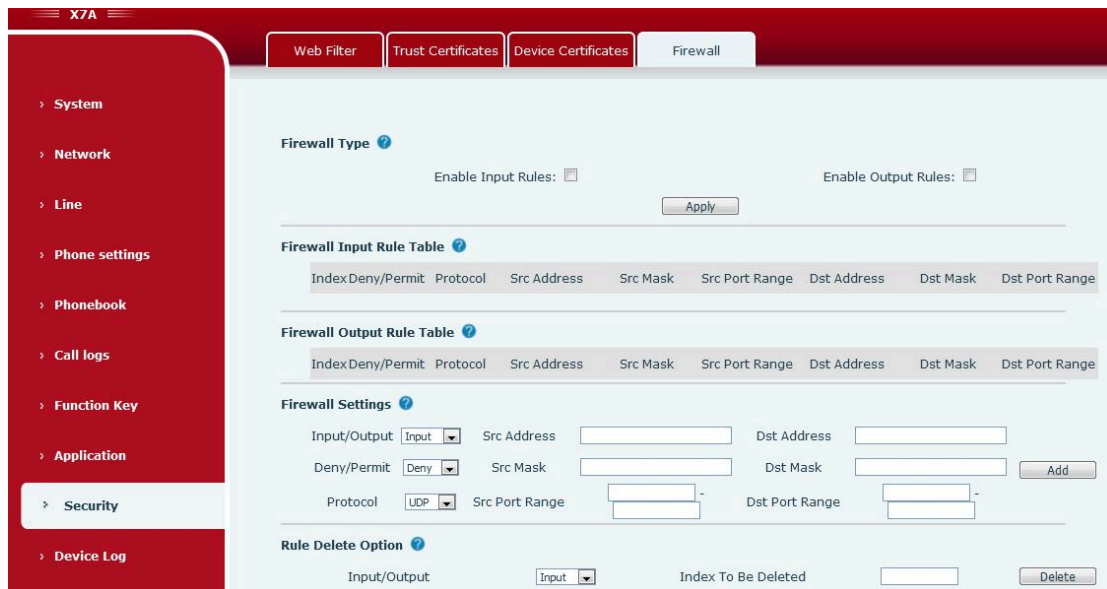 X7A
Web Filter
Trust Certificates
Device Certificates
Firewall
System
Network
Line
Phone settings
Phonebook
Call logs
Function Key
Application
Security
Device Log
Firewall Type ?
Enable Input Rules:
Enable Output Rules:
Apply
Firewall Input Rule Table ?
Index Deny/Permit Protocol Src Address Src Mask Src Port Range Dst Address Dst Mask Dst Port Range
Firewall Output Rule Table ?
Index Deny/Permit Protocol Src Address Src Mask Src Port Range Dst Address Dst Mask Dst Port Range
Firewall Settings ?
Input/Output Input Src Address Dst Address
Deny/Permit Deny Src Mask Dst Mask Add
Protocol UDP Src Port Range - Dst Port Range -
Rule Delete Option ?
Input/Output Input Index To Be Deleted Delete